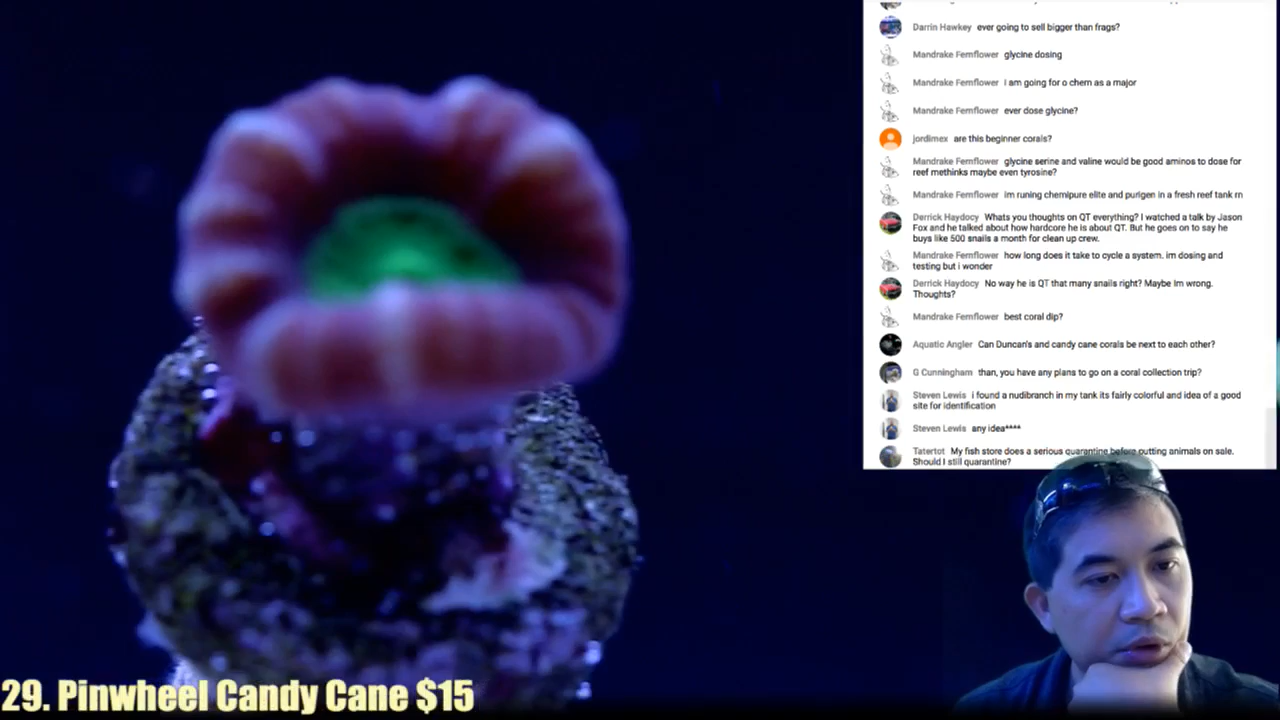 Darrin Hawkey ever going to sell bigger than frags?
Mandrake Fernflower glycine dosing
Mandrake Fernflower i am going for o chem as a major
Mandrake Fernflower ever dose glycine?
jordimex are this beginner corals?
Mandrake Fernflower glycine serine and valine would be good aminos to dose for
reef methinks maybe even tyrosine?
Mandrake Fernflower im runing chemipure elite and purigen in a fresh reef tank rn
Derrick Haydocy Whats you thoughts on QT everything? I watched a talk by Jason
Fox and he talked about how hardcore he is about QT. But he goes on to say he
buys like 500 snails a month for clean up crew.
Mandrake Fernflower how long does it take to cycle a system. im dosing and
testing but i wonder
Derrick Haydocy No way he is QT that many snails right? Maybe Im wrong.
Thoughts?
Mandrake Fernflower best coral dip?
Aquatic Angler Can Duncan's and candy cane corals be next to each other?
G Cunningham than, you have any plans to go on a coral collection trip?
Steven Lewis i found a nudibranch in my tank its fairly colorful and idea of a good
site for identification
Steven Lewis any idea****
Tatertot My fish store does a serious quarantine before putting animals on sale.
Should I still quarantine?
29. Pinwheel Candy Cane $15